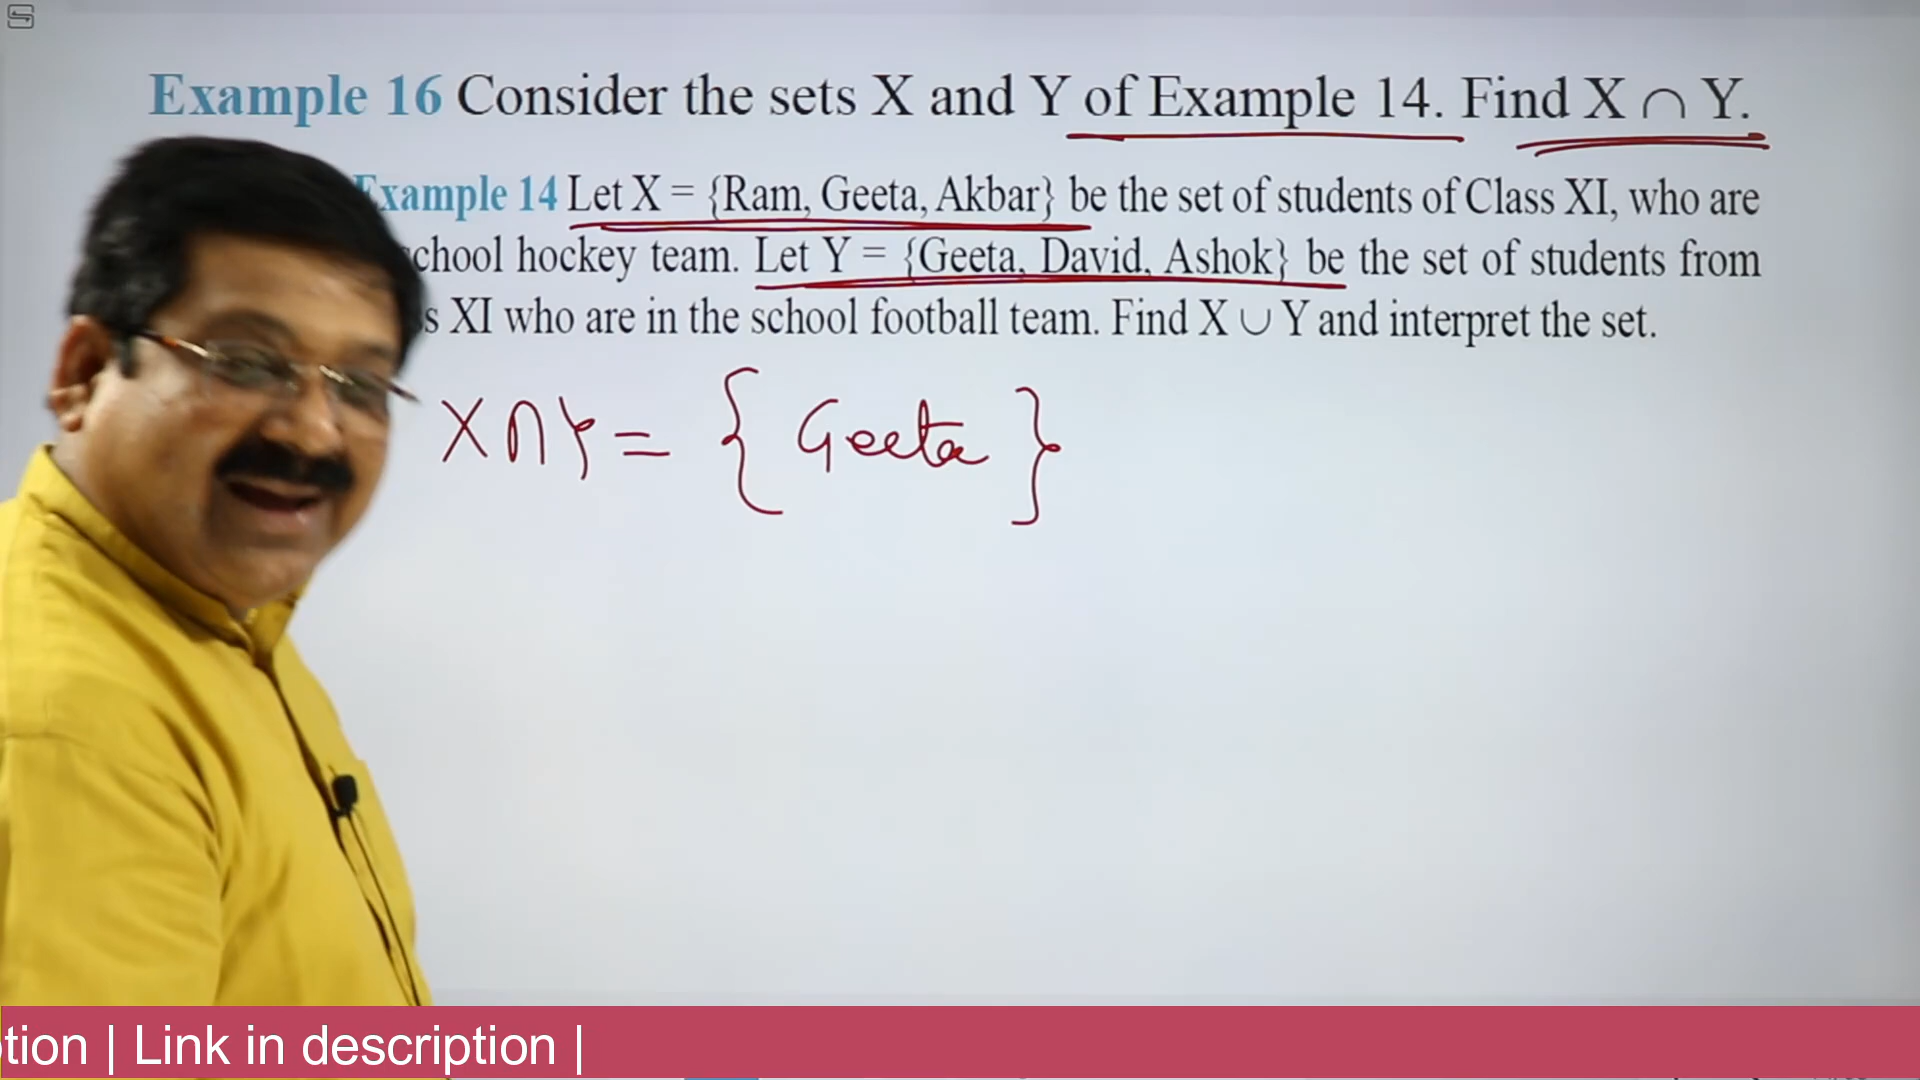 Example 16 Consider the sets X and Y of Example 14. Find X ∩ Y.
Example 14 Let X = {Ram, Geeta, Akbar} be the set of students of Class XI, who are
chool hockey team. Let Y = {Geeta, David, Ashok} be the set of students from
s XI who are in the school football team. Find X ∪ Y and interpret the set.
X∩Y = { Geeta }
tion | Link in description |